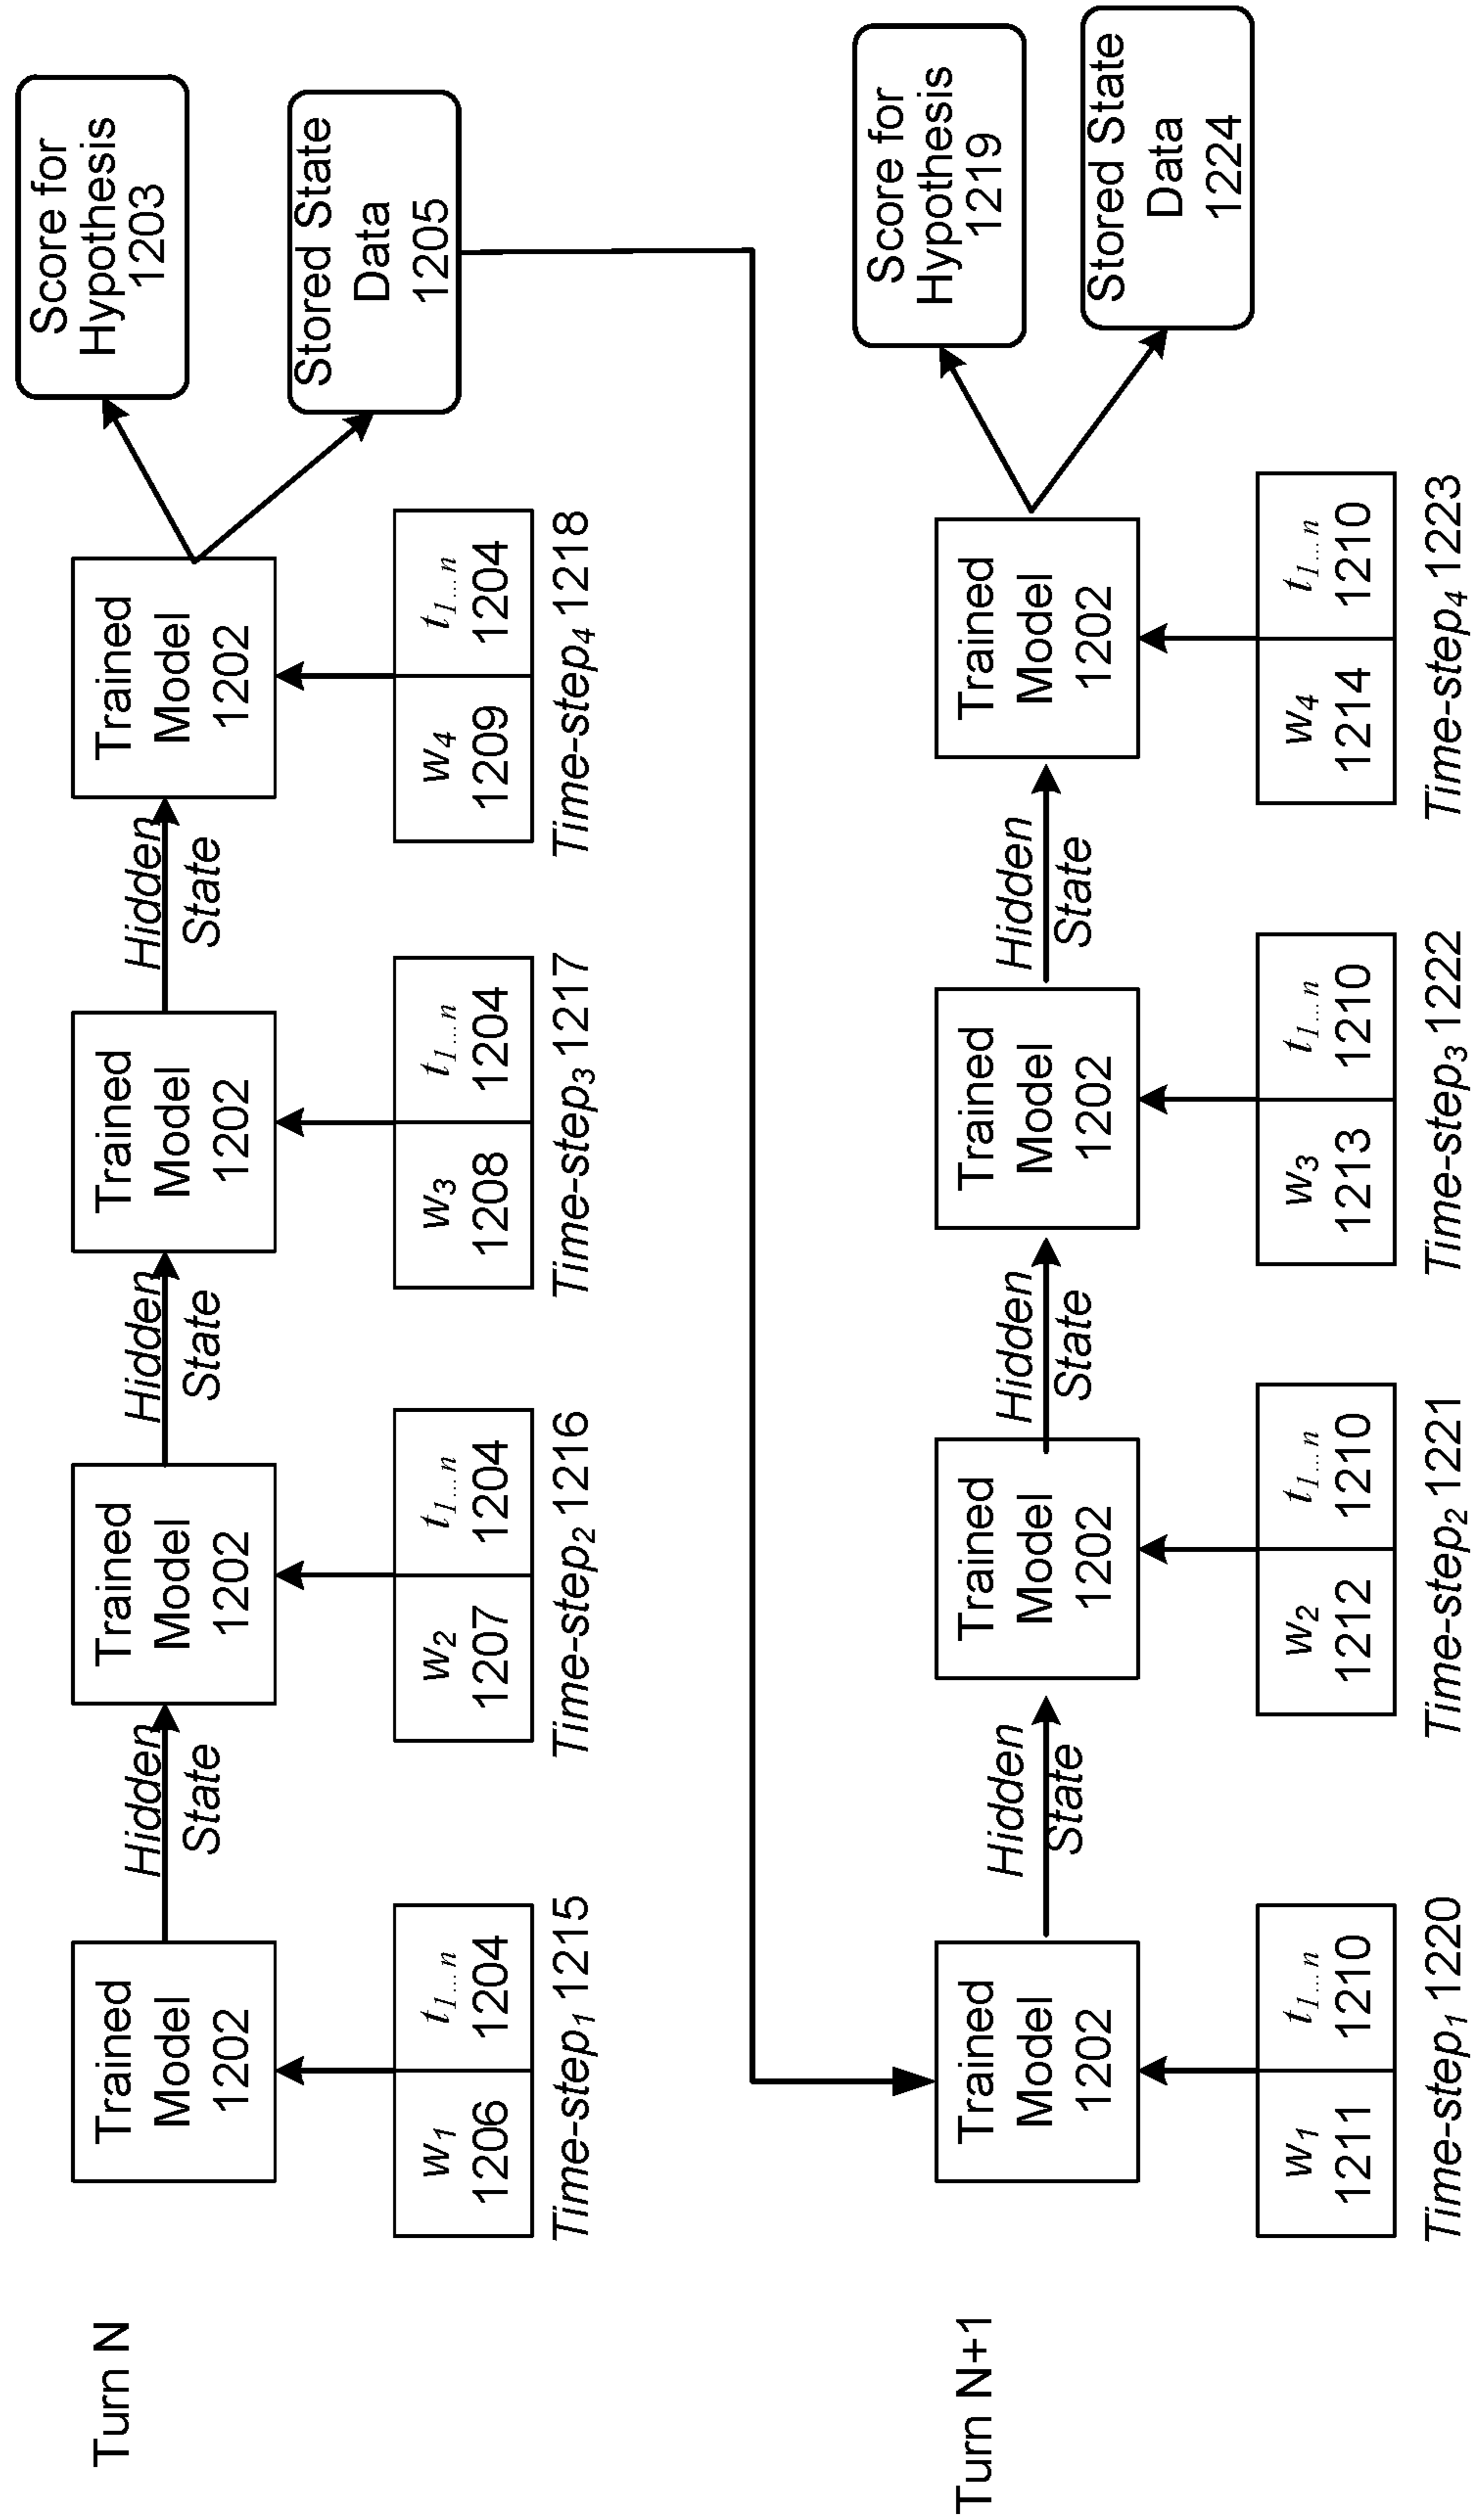 Turn N
Trained
Model
1202
Hidden
State
Trained
Model
1202
Hidden
State
Trained
Model
1202
Hidden
State
Trained
Model
1202
Score for
Hypothesis
1203
Stored State
Data
1205
w1 t1...n
1206 1204
Time-step1 1215
w2 t1...n
1207 1204
Time-step2 1216
w3 t1...n
1208 1204
Time-step3 1217
w4 t1...n
1209 1204
Time-step4 1218
Turn N+1
Trained
Model
1202
Hidden
State
Trained
Model
1202
Hidden
State
Trained
Model
1202
Hidden
State
Trained
Model
1202
Score for
Hypothesis
1219
Stored State
Data
1224
w1 t1...n
1211 1210
Time-step1 1220
w2 t1...n
1212 1210
Time-step2 1221
w3 t1...n
1213 1210
Time-step3 1222
w4 t1...n
1214 1210
Time-step4 1223